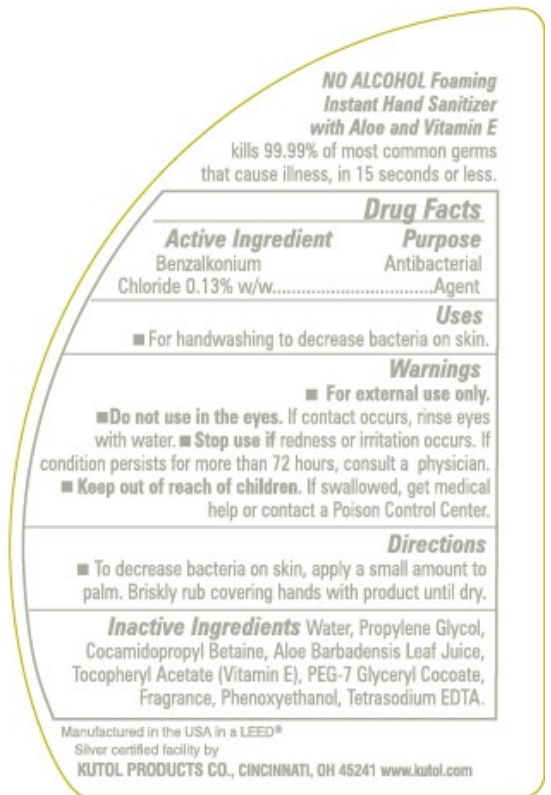 NO ALCOHOL Foaming
Instant Hand Sanitizer
with Aloe and Vitamin E
kills 99.99% of most common germs
that cause illness, in 15 seconds or less.
Drug Facts
Active Ingredient Purpose
Benzalkonium Antibacterial
Chloride 0.13% w/w..................................Agent
Uses
■ For handwashing to decrease bacteria on skin.
Warnings
■ For external use only.
■Do not use in the eyes. If contact occurs, rinse eyes
with water. ■ Stop use if redness or irritation occurs. If
condition persists for more than 72 hours, consult a physician.
■ Keep out of reach of children. If swallowed, get medical
help or contact a Poison Control Center.
Directions
■ To decrease bacteria on skin, apply a small amount to
palm. Briskly rub covering hands with product until dry.
Inactive Ingredients Water, Propylene Glycol,
Cocamidopropyl Betaine, Aloe Barbadensis Leaf Juice,
Tocopheryl Acetate (Vitamin E), PEG-7 Glyceryl Cocoate,
Fragrance, Phenoxyethanol, Tetrasodium EDTA.
Manufactured in the USA in a LEED®
Silver certified facility by
KUTOL PRODUCTS CO., CINCINNATI, OH 45241 www.kutol.com